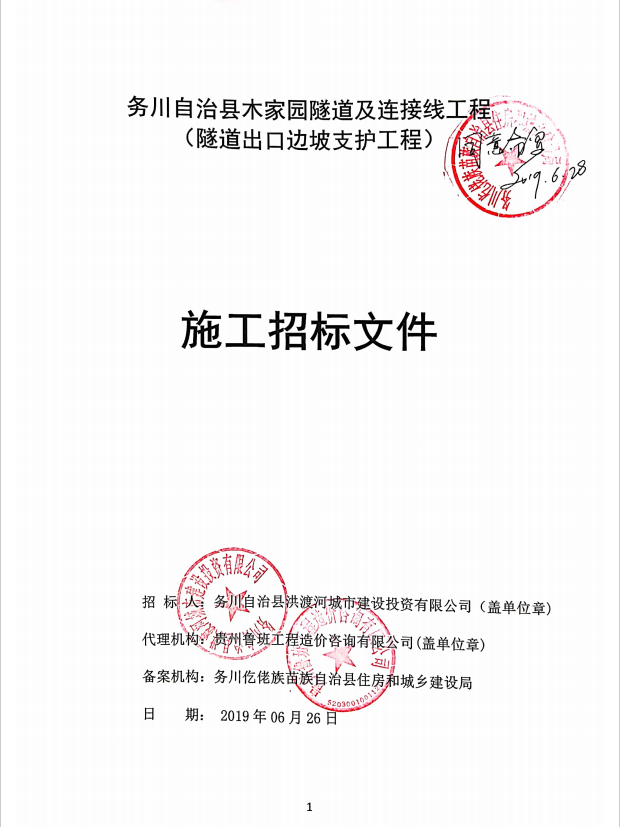 务川自治县木家园隧道及连接线工程
（隧道出口边坡支护工程）
2019.6.28
施工招标文件
招 标 人：务川自治县洪渡河城市建设投资有限公司（盖单位章)
代理机构：贵州鲁班工程造价咨询有限公司(盖单位章)
备案机构：务川仡佬族苗族自治县住房和城乡建设局
日 期： 2019 年 06 月 26 日
1